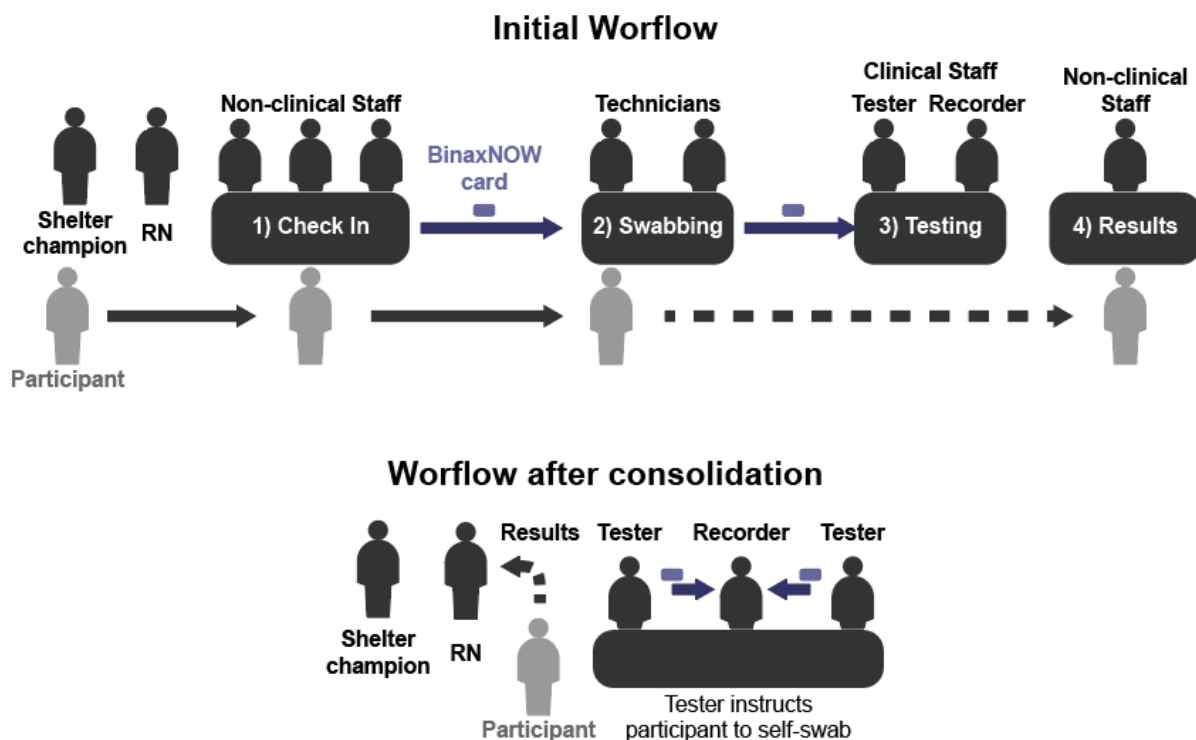 Initial Worflow
Clinical Staff
Non-clinical
Staff
Non-clinical Staff
Technicians
Tester Recorder
BinaxNOW
card
Shelter
champion
RN
1) Check In
2) Swabbing
3) Testing
4) Results
Participant
Worflow after consolidation
Results
Tester
Recorder
Tester
Shelter
champion
RN
Participant
Tester instructs
participant to self-swab